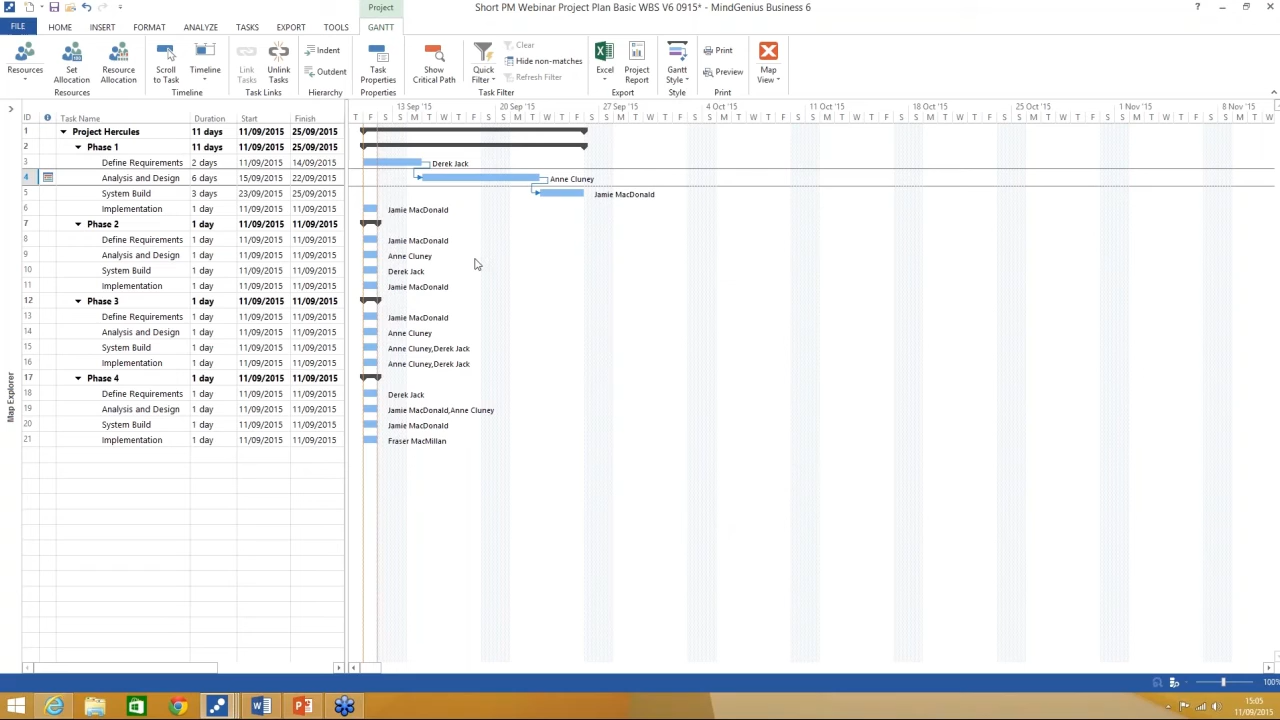 Project
Short PM Webinar Project Plan Basic WBS V6 0915* - MindGenius Business 6
FILE HOME INSERT FORMAT ANALYZE TASKS EXPORT TOOLS GANTT
Resources
Set Allocation
Resource Allocation
Resources
Scroll to Task
Timeline
Timeline
Link Tasks
Unlink Tasks
Task Links
Indent
Outdent
Hierarchy
Task Properties
Properties
Show Critical Path
Quick Filter
Clear
Hide non-matches
Refresh Filter
Task Filter
Excel
Project Report
Export
Gantt Style
Style
Print
Preview
Print
Map View
13 Sep '15 20 Sep '15 27 Sep '15 4 Oct '15 11 Oct '15 18 Oct '15 25 Oct '15 1 Nov '15 8 Nov '15
ID Task Name Duration Start Finish
T F S S M T W T F S S M T W T F S S M T W T F S S M T W T F S S M T W T F S S M T W T F S S M T W T F S S M T W T F S S M T W
1 Project Hercules 11 days 11/09/2015 25/09/2015
2 Phase 1 11 days 11/09/2015 25/09/2015
3 Define Requirements 2 days 11/09/2015 14/09/2015 Derek Jack
4 Analysis and Design 6 days 15/09/2015 22/09/2015 Anne Cluney
5 System Build 3 days 23/09/2015 25/09/2015 Jamie MacDonald
6 Implementation 1 day 11/09/2015 11/09/2015 Jamie MacDonald
7 Phase 2 1 day 11/09/2015 11/09/2015
8 Define Requirements 1 day 11/09/2015 11/09/2015 Jamie MacDonald
9 Analysis and Design 1 day 11/09/2015 11/09/2015 Anne Cluney
10 System Build 1 day 11/09/2015 11/09/2015 Derek Jack
11 Implementation 1 day 11/09/2015 11/09/2015 Jamie MacDonald
12 Phase 3 1 day 11/09/2015 11/09/2015
13 Define Requirements 1 day 11/09/2015 11/09/2015 Jamie MacDonald
14 Analysis and Design 1 day 11/09/2015 11/09/2015 Anne Cluney
15 System Build 1 day 11/09/2015 11/09/2015 Anne Cluney,Derek Jack
16 Implementation 1 day 11/09/2015 11/09/2015 Anne Cluney,Derek Jack
17 Phase 4 1 day 11/09/2015 11/09/2015
18 Define Requirements 1 day 11/09/2015 11/09/2015 Derek Jack
19 Analysis and Design 1 day 11/09/2015 11/09/2015 Jamie MacDonald,Anne Cluney
20 System Build 1 day 11/09/2015 11/09/2015 Jamie MacDonald
21 Implementation 1 day 11/09/2015 11/09/2015 Fraser MacMillan
Map Explorer
100%
15:05
11/09/2015